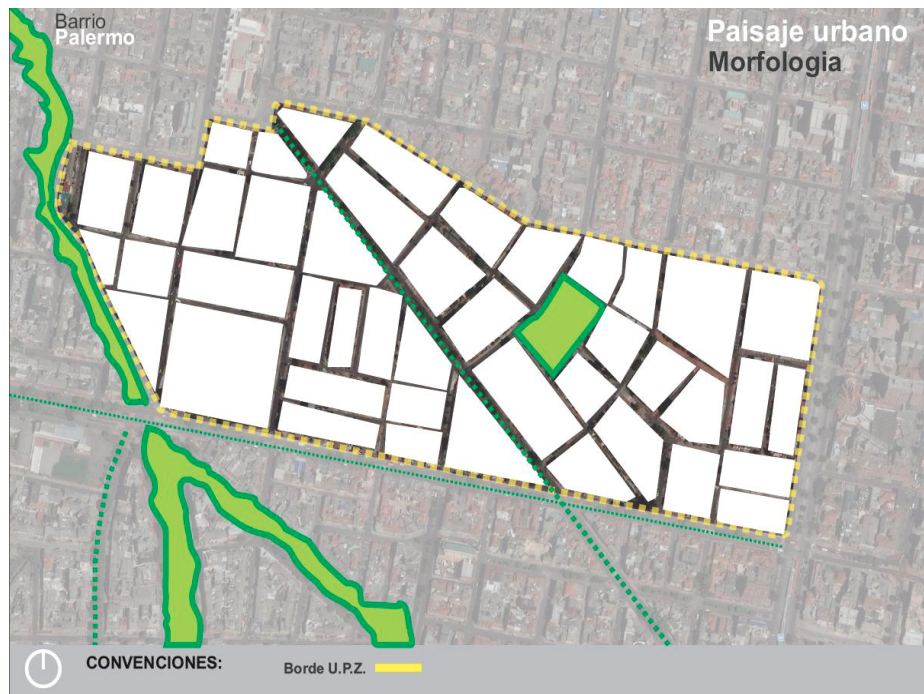 Barrio
Palermo
Paisaje urbano
Morfologia
CONVENCIONES:
Borde U.P.Z.